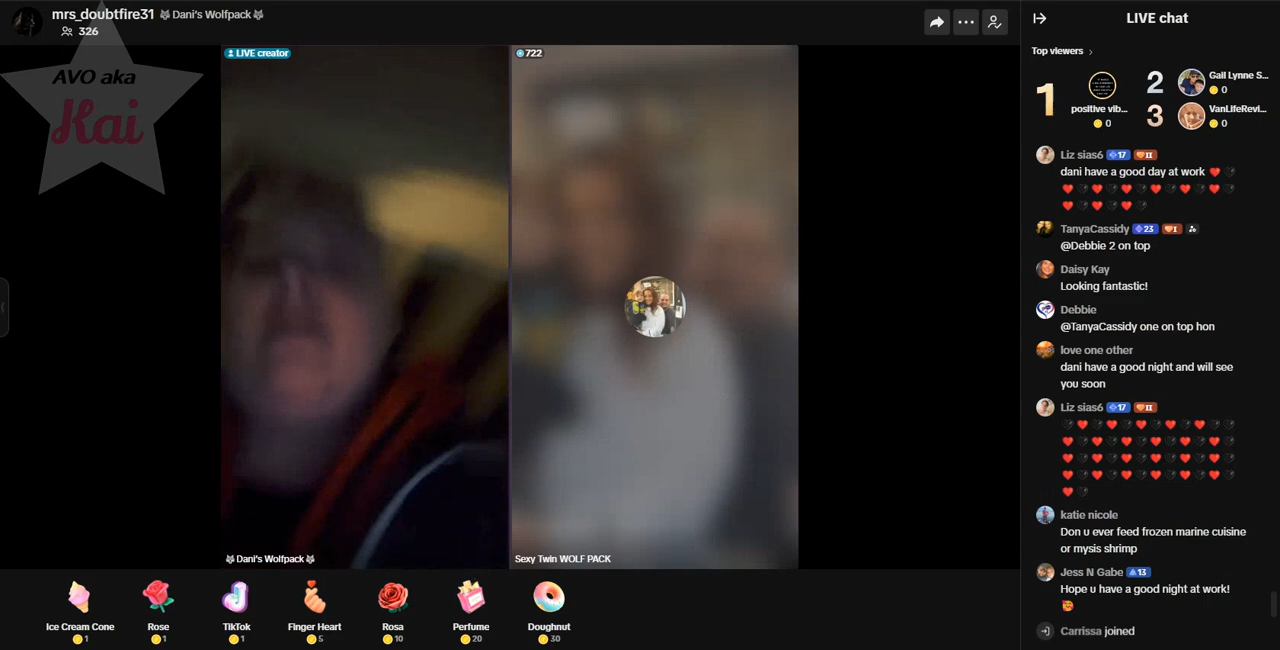 mrs_doubtfire31 🐺Dani's Wolfpack🐺
326
AVO aka
Kai
LIVE creator
722
🐺Dani's Wolfpack🐺
Sexy Twin WOLF PACK
Ice Cream Cone
1
Rose
1
TikTok
1
Finger Heart
5
Rosa
10
Perfume
20
Doughnut
30
LIVE chat
Top viewers
1
positive vib...
0
2
Gail Lynne S...
0
3
VanLifeRevi...
0
Liz sias6 17 II
dani have a good day at work
TanyaCassidy 23 I
@Debbie 2 on top
Daisy Kay
Looking fantastic!
Debbie
@TanyaCassidy one on top hon
love one other
dani have a good night and will see
you soon
Liz sias6 17 II
katie nicole
Don u ever feed frozen marine cuisine
or mysis shrimp
Jess N Gabe 13
Hope u have a good night at work!
Carrissa joined